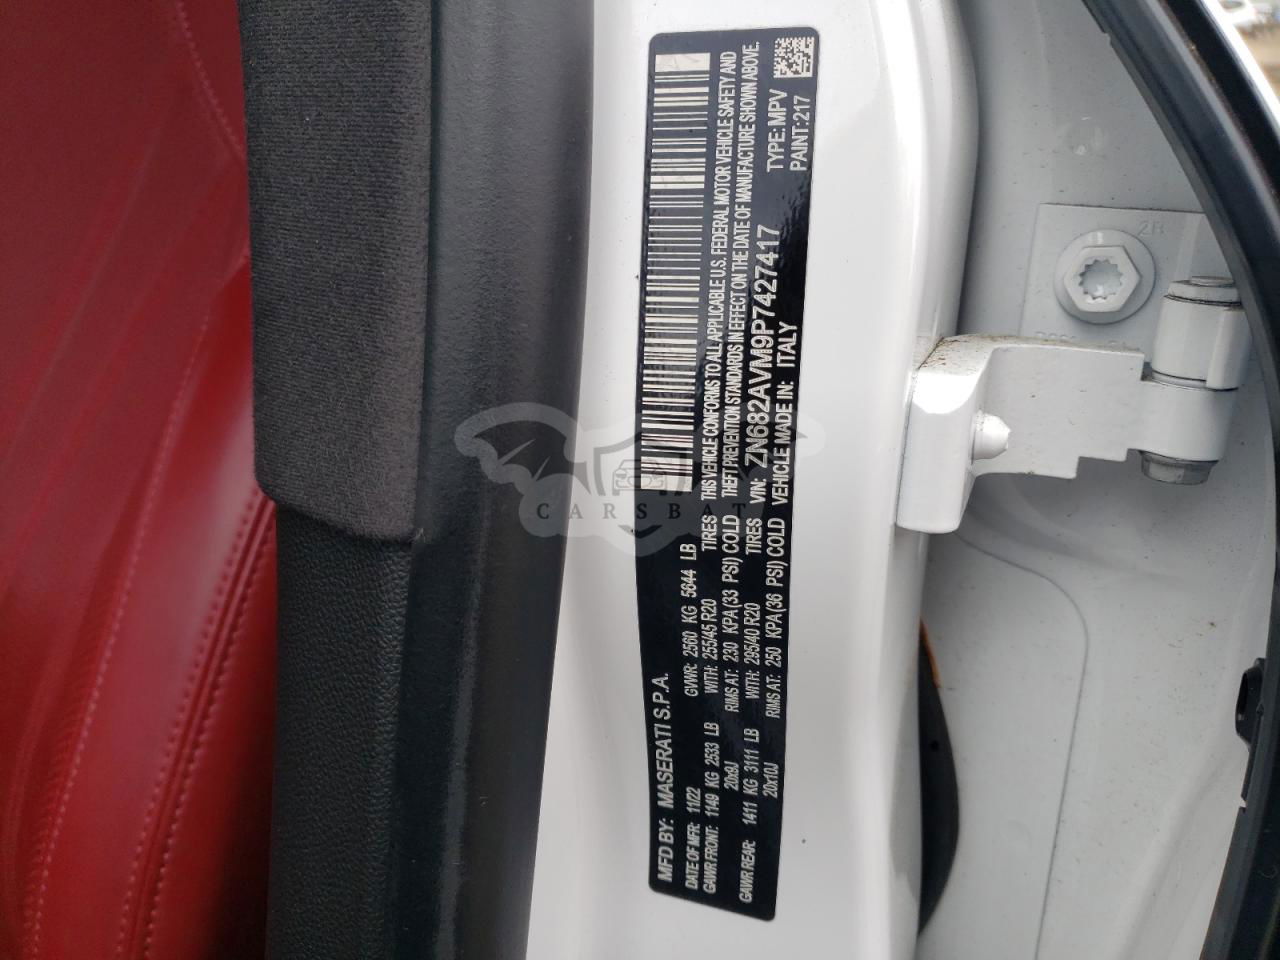 MFD BY: MASERATI S.P.A.
DATE OF MFR: 11/22 GVWR: 2560 KG 5644 LB
GAWR FRONT: 1149 KG 2533 LB WITH: 255/45 R20 TIRES
20x9J RIMS AT: 230 KPA (33 PSI) COLD
GAWR REAR: 1411 KG 3111 LB WITH: 295/40 R20 TIRES
20x10J RIMS AT: 250 KPA (36 PSI) COLD
THIS VEHICLE CONFORMS TO ALL APPLICABLE U.S. FEDERAL MOTOR VEHICLE SAFETY AND
THEFT PREVENTION STANDARDS IN EFFECT ON THE DATE OF MANUFACTURE SHOWN ABOVE.
VIN: ZN682AVM9P7427417 TYPE: MPV
VEHICLE MADE IN: ITALY PAINT: 217
CARSBAT
2R